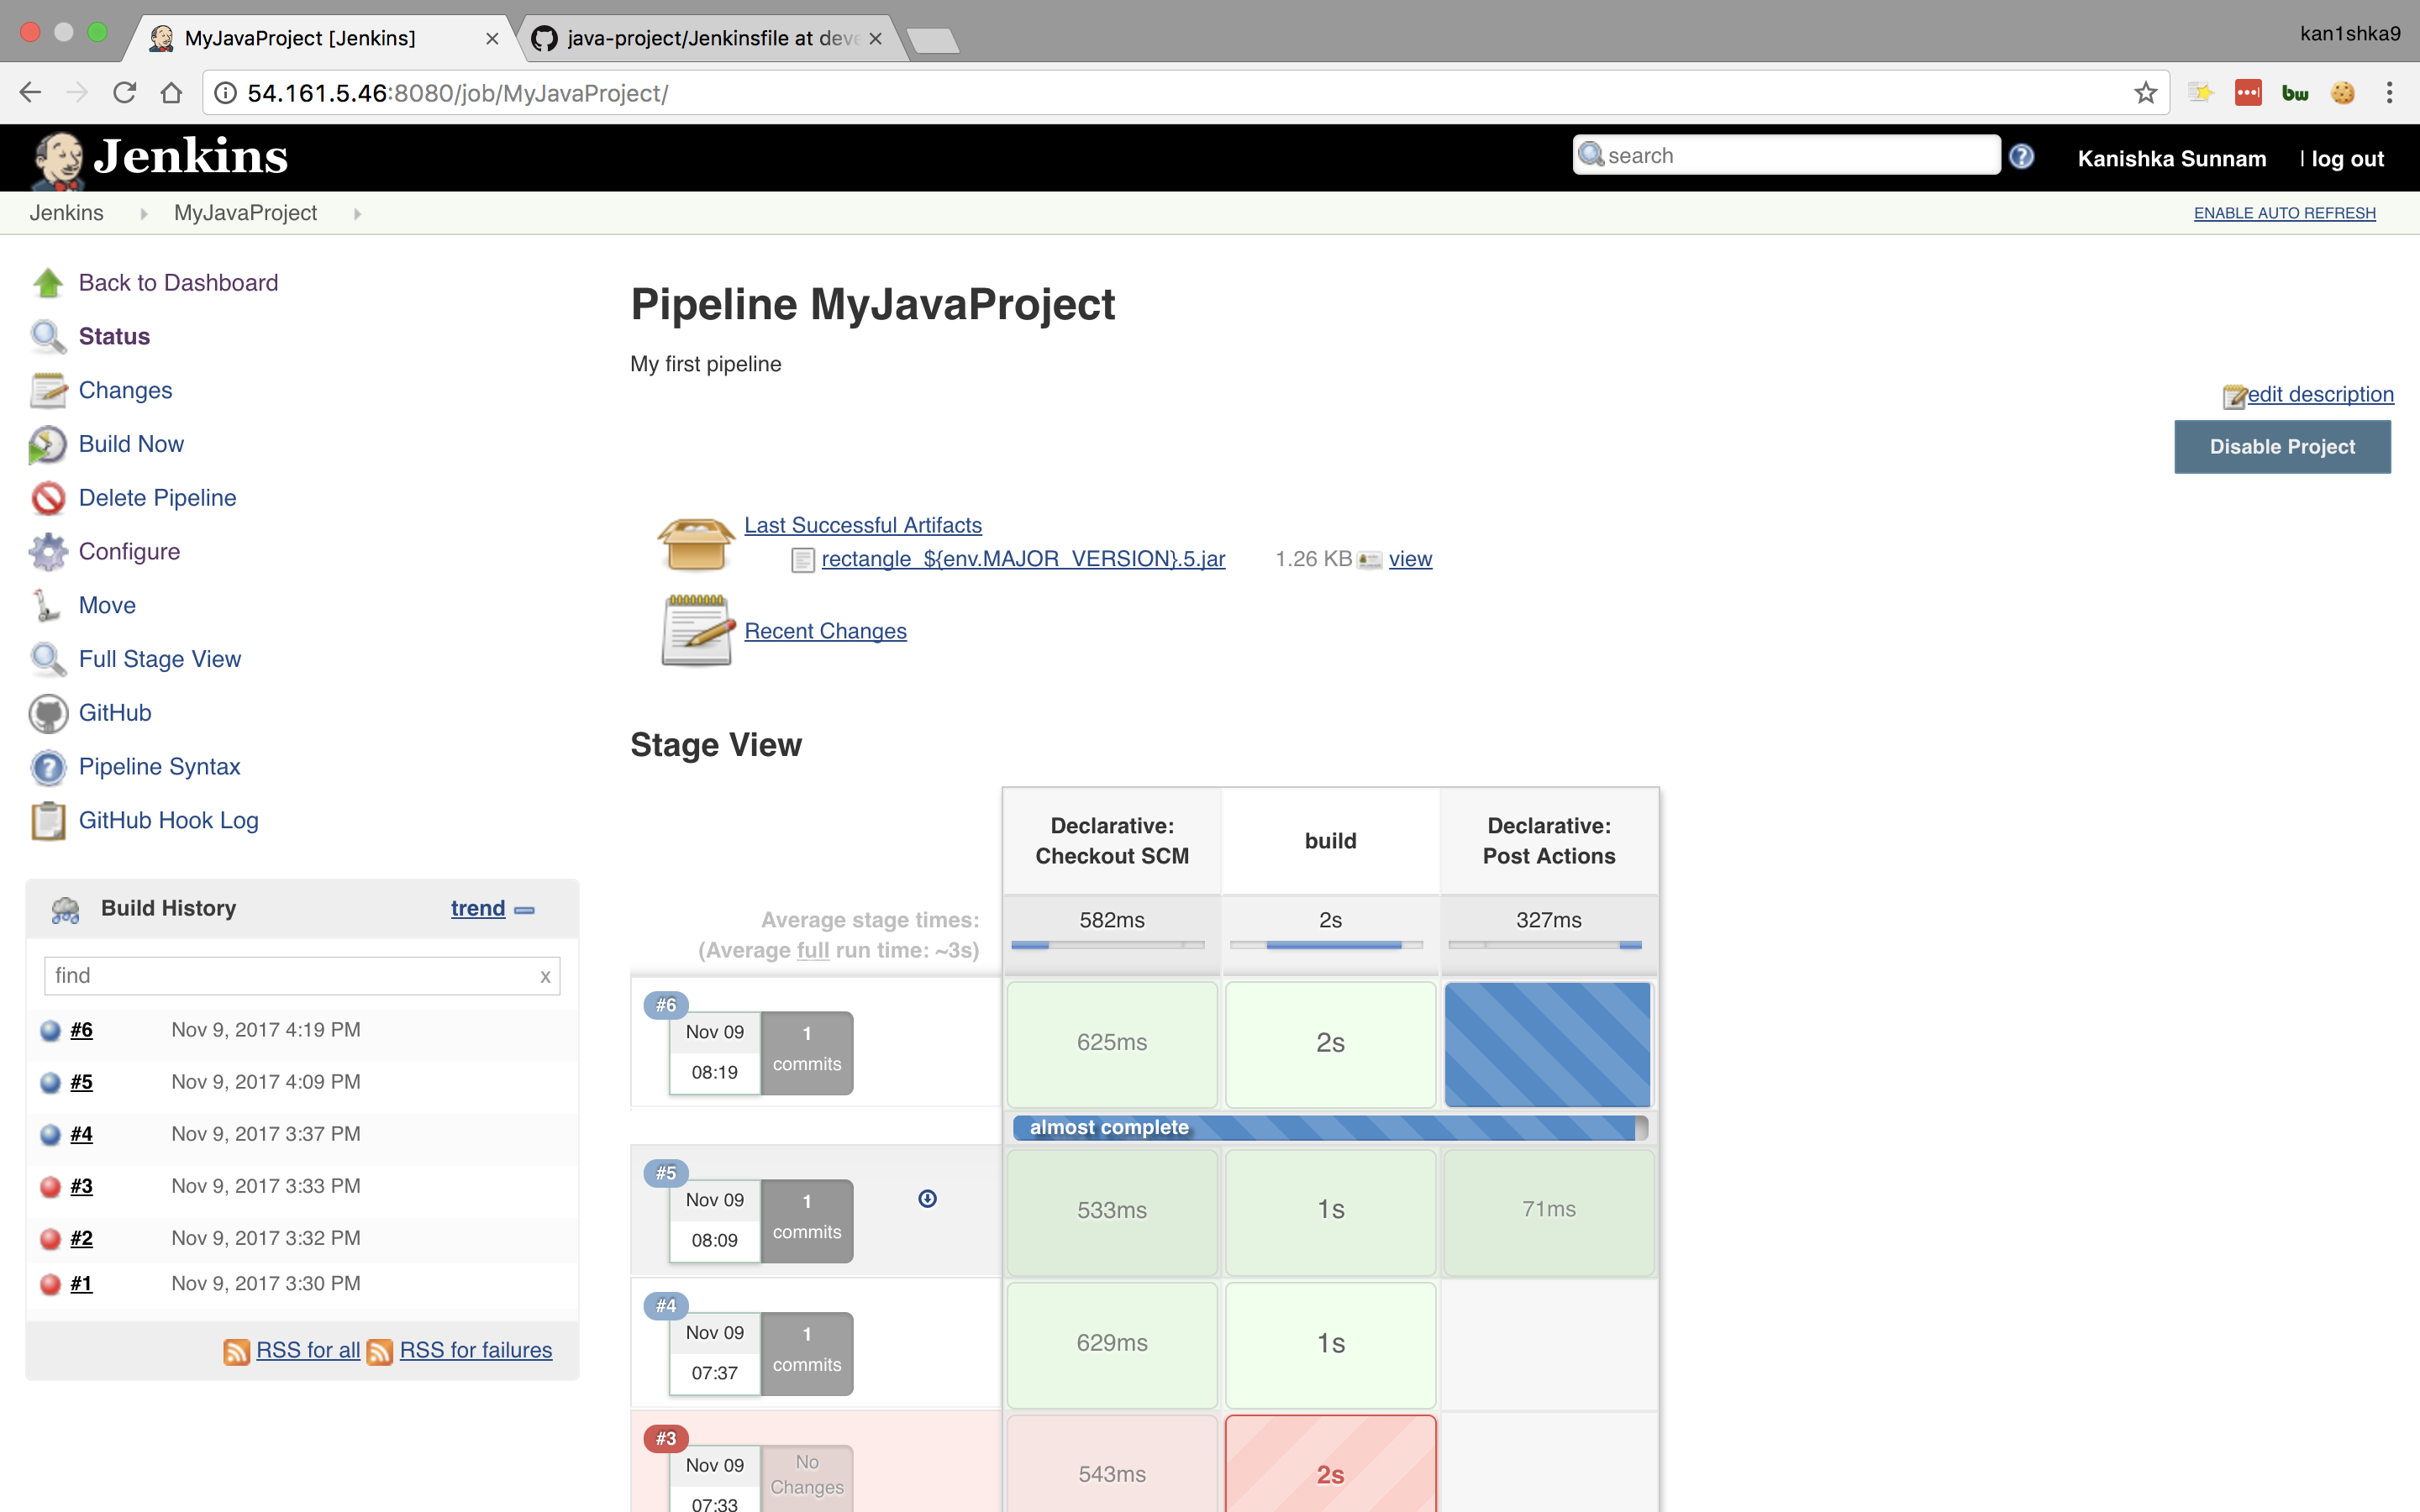 MyJavaProject [Jenkins]
java-project/Jenkinsfile at deve
kan1shka9
54.161.5.46:8080/job/MyJavaProject/
bw
Jenkins
search
Kanishka Sunnam
| log out
Jenkins
MyJavaProject
ENABLE AUTO REFRESH
Back to Dashboard
Status
Changes
Build Now
Delete Pipeline
Configure
Move
Full Stage View
GitHub
Pipeline Syntax
GitHub Hook Log
Build History
trend
find
x
#6 Nov 9, 2017 4:19 PM
#5 Nov 9, 2017 4:09 PM
#4 Nov 9, 2017 3:37 PM
#3 Nov 9, 2017 3:33 PM
#2 Nov 9, 2017 3:32 PM
#1 Nov 9, 2017 3:30 PM
RSS for all RSS for failures
Pipeline MyJavaProject
My first pipeline
edit description
Disable Project
Last Successful Artifacts
rectangle_${env.MAJOR_VERSION}.5.jar 1.26 KB view
Recent Changes
Stage View
Declarative: Checkout SCM
build
Declarative: Post Actions
Average stage times:
(Average full run time: ~3s)
582ms 2s 327ms
#6
Nov 09
08:19
1
commits
625ms
2s
almost complete
#5
Nov 09
08:09
1
commits
533ms
1s
71ms
#4
Nov 09
07:37
1
commits
629ms
1s
#3
Nov 09
07:33
No
Changes
543ms
2s